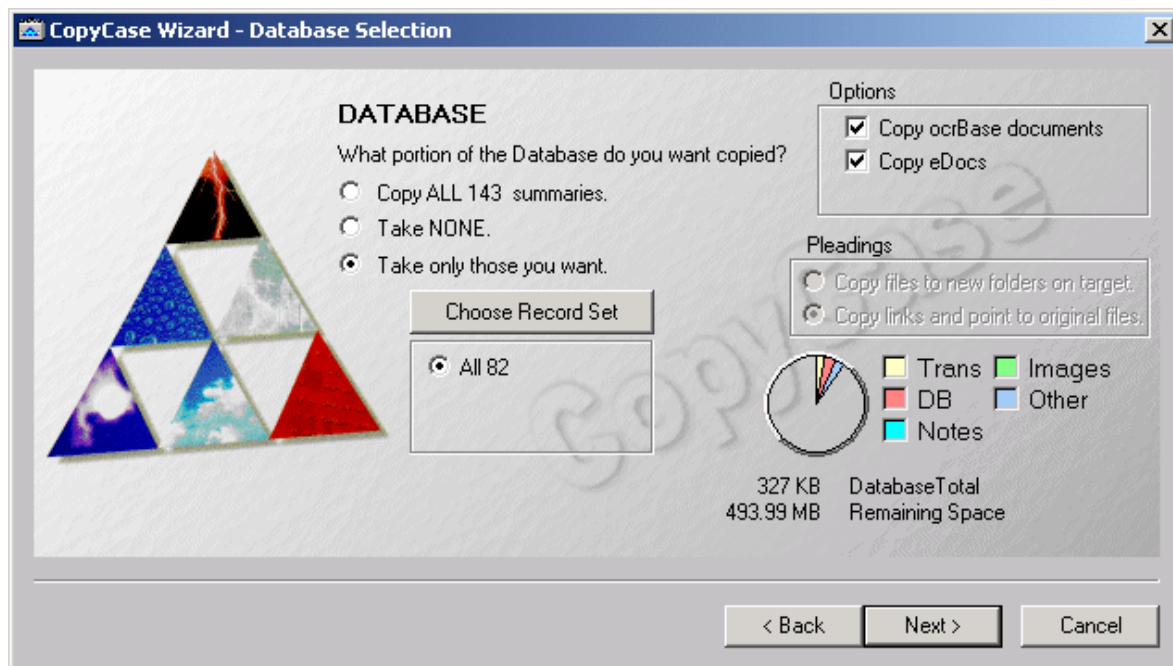 CopyCase Wizard - Database Selection
DATABASE
What portion of the Database do you want copied?
Copy ALL 143 summaries.
Take NONE.
Take only those you want.
Choose Record Set
All 82
Options
Copy ocrBase documents
Copy eDocs
Pleadings
Copy files to new folders on target.
Copy links and point to original files.
CopyCase
Trans
Images
DB
Other
Notes
327 KB DatabaseTotal
493.99 MB Remaining Space
< Back
Next >
Cancel